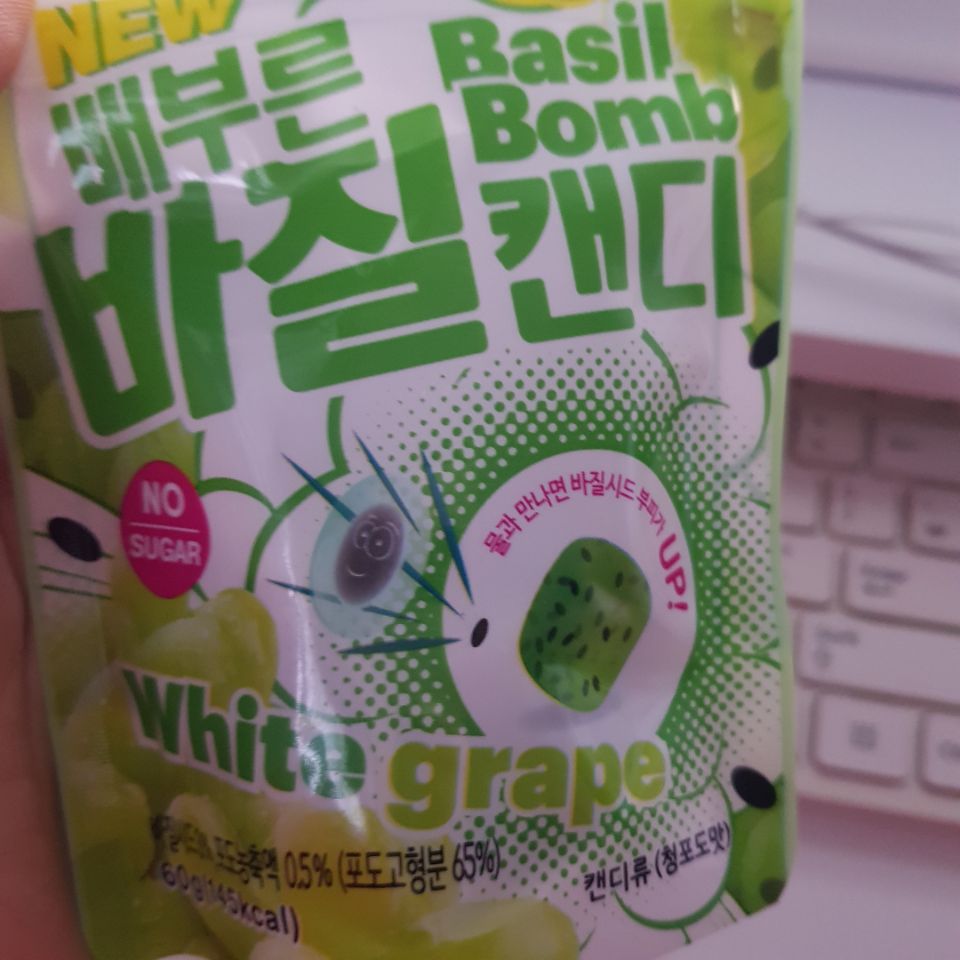 NEW
배부른
바질캔디
Basil
Bomb
NO
SUGAR
물과 만나면 바질시드 부피가 UP!
White grape
포도농축액 0.5% (포도고형분 65%)
60g(145kcal)
캔디류 (청포도맛)